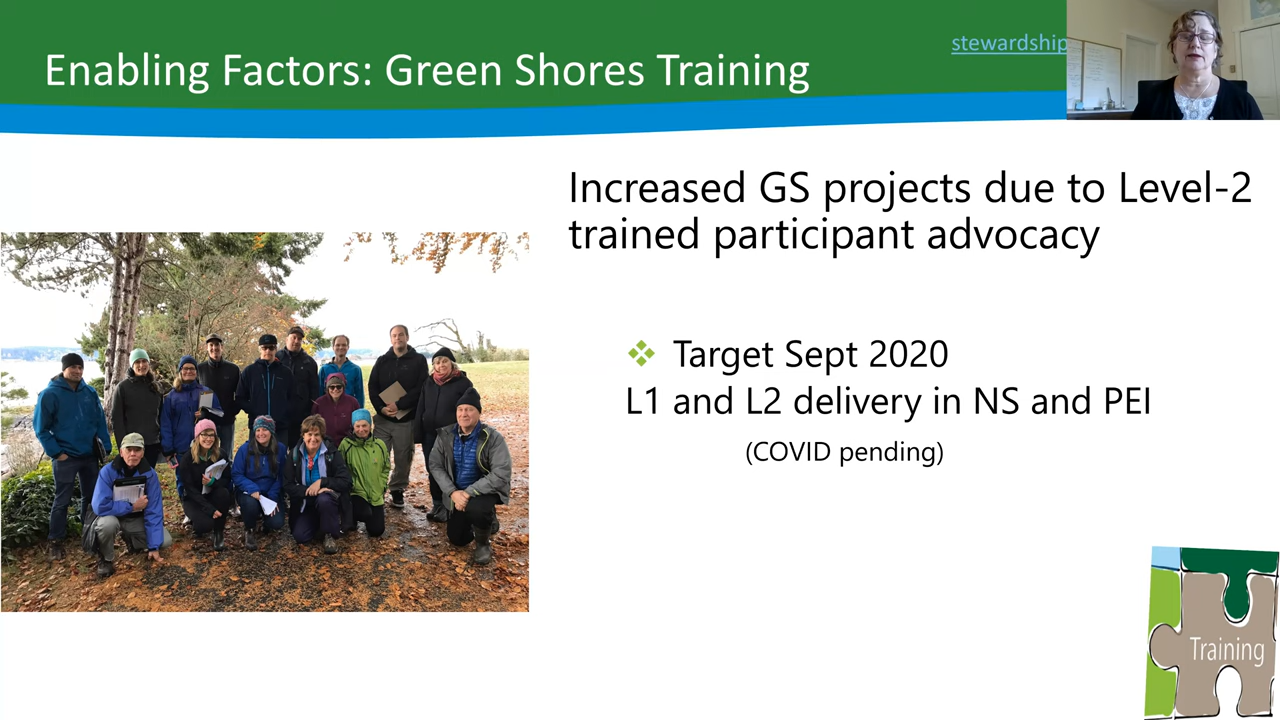 Enabling Factors: Green Shores Training
stewardship
Increased GS projects due to Level-2
trained participant advocacy
Target Sept 2020
L1 and L2 delivery in NS and PEI
(COVID pending)
Training